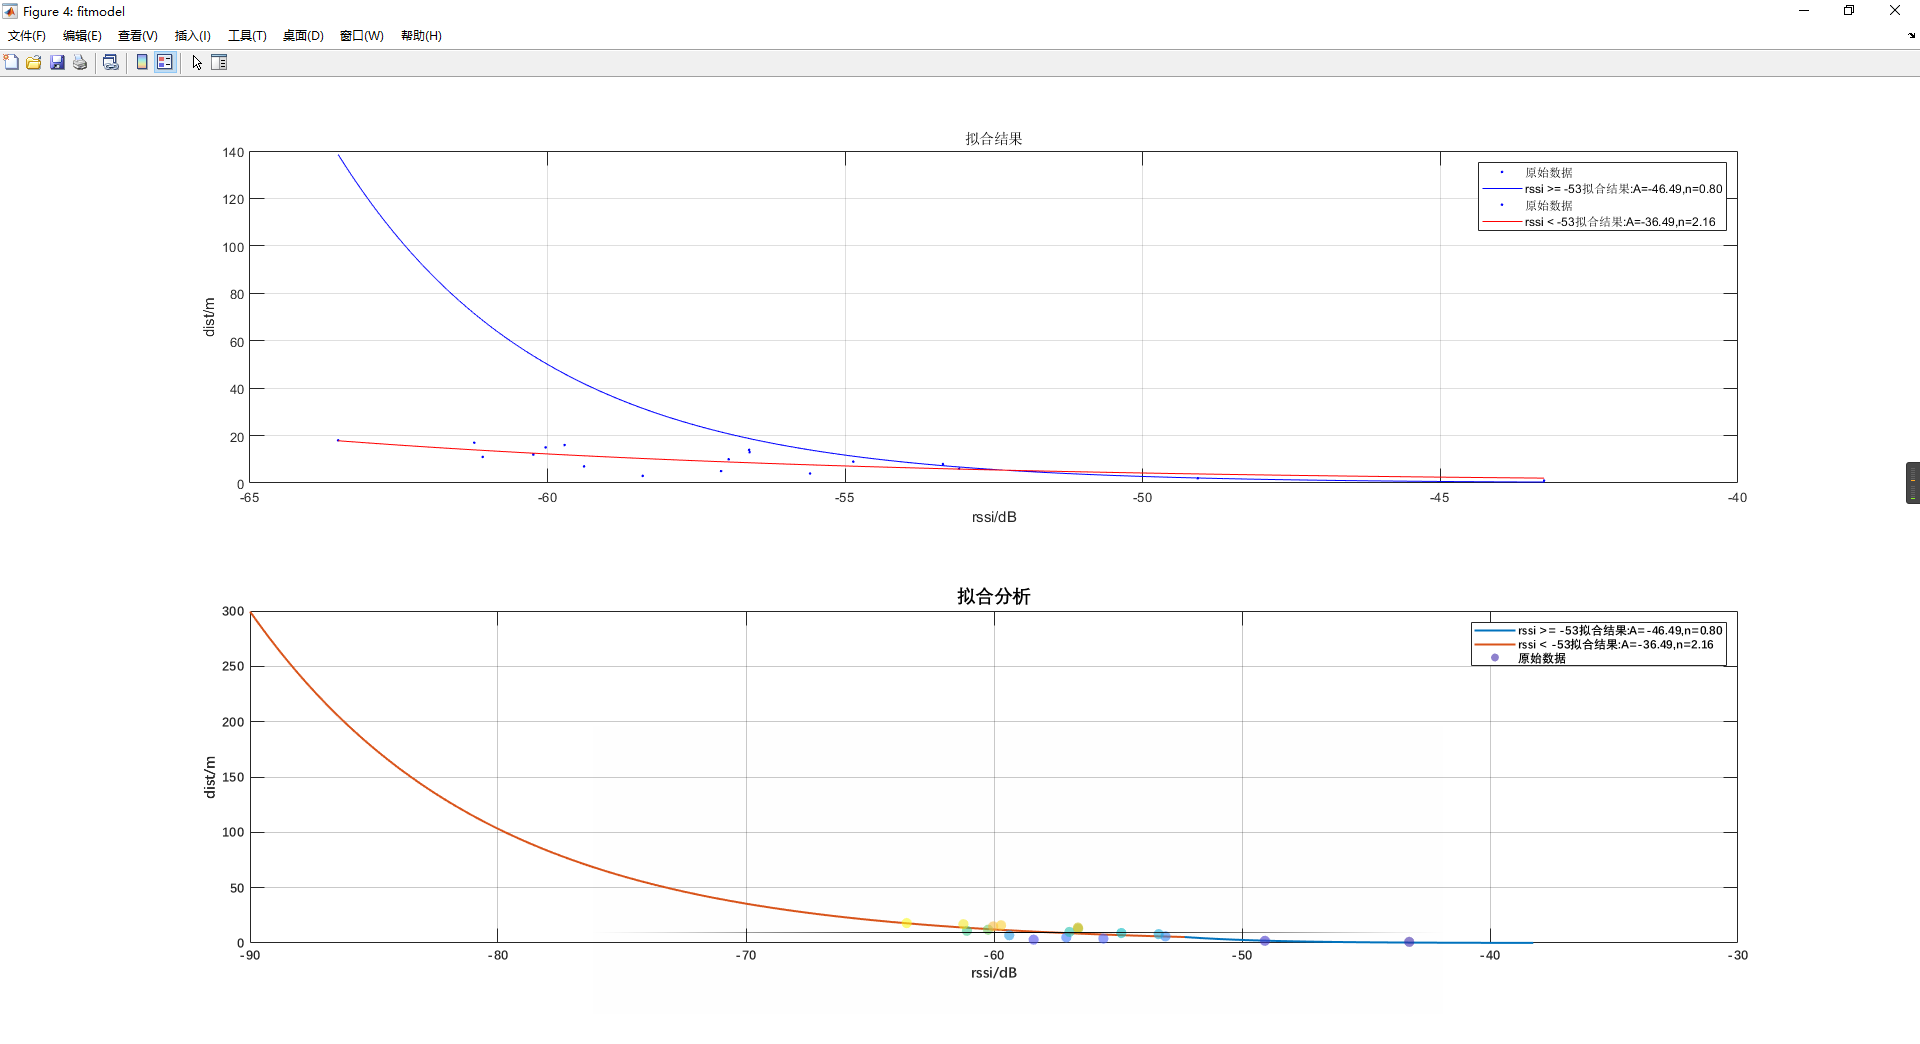 Figure 4: fitmodel
文件(F) 编辑(E) 查看(V) 插入(I) 工具(T) 桌面(D) 窗口(W) 帮助(H)
拟合结果
140
120
100
80
60
40
20
0
dist/m
原始数据
rssi >= -53拟合结果:A=-46.49,n=0.80
原始数据
rssi < -53拟合结果:A=-36.49,n=2.16
-65 -60 -55 -50 -45 -40
rssi/dB
拟合分析
300
250
200
150
100
50
0
dist/m
rssi >= -53拟合结果:A=-46.49,n=0.80
rssi < -53拟合结果:A=-36.49,n=2.16
原始数据
-90 -80 -70 -60 -50 -40 -30
rssi/dB